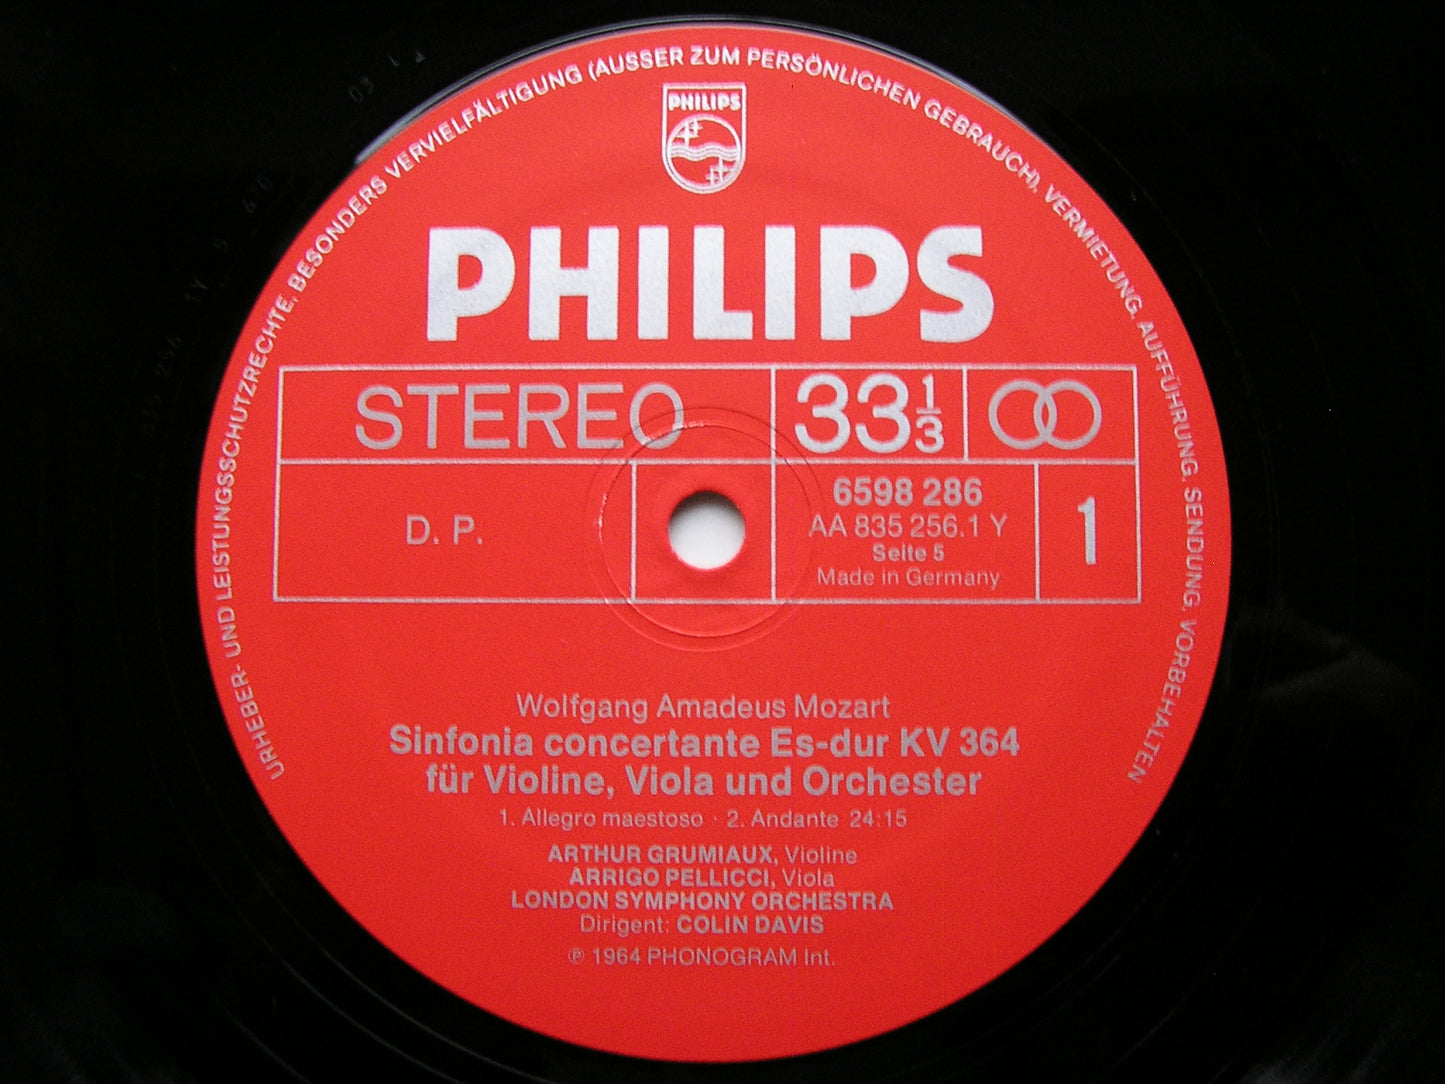 URHEBER- UND LEISTUNGSSCHUTZRECHTE, BESONDERS VERVIELFÄLTIGUNG (AUSSER ZUM PERSÖNLICHEN GEBRAUCH), VERMIETUNG, AUFFÜHRUNG, SENDUNG, VORBEHALTEN
PHILIPS
PHILIPS
STEREO
33 1/3
D. P.
6598 286
AA 835 256.1 Y
Seite 5
Made in Germany
1
Wolfgang Amadeus Mozart
Sinfonia concertante Es-dur KV 364
für Violine, Viola und Orchester
1. Allegro maestoso · 2. Andante 24:15
ARTHUR GRUMIAUX, Violine
ARRIGO PELLICCI, Viola
LONDON SYMPHONY ORCHESTRA
Dirigent: COLIN DAVIS
℗ 1964 PHONOGRAM Int.